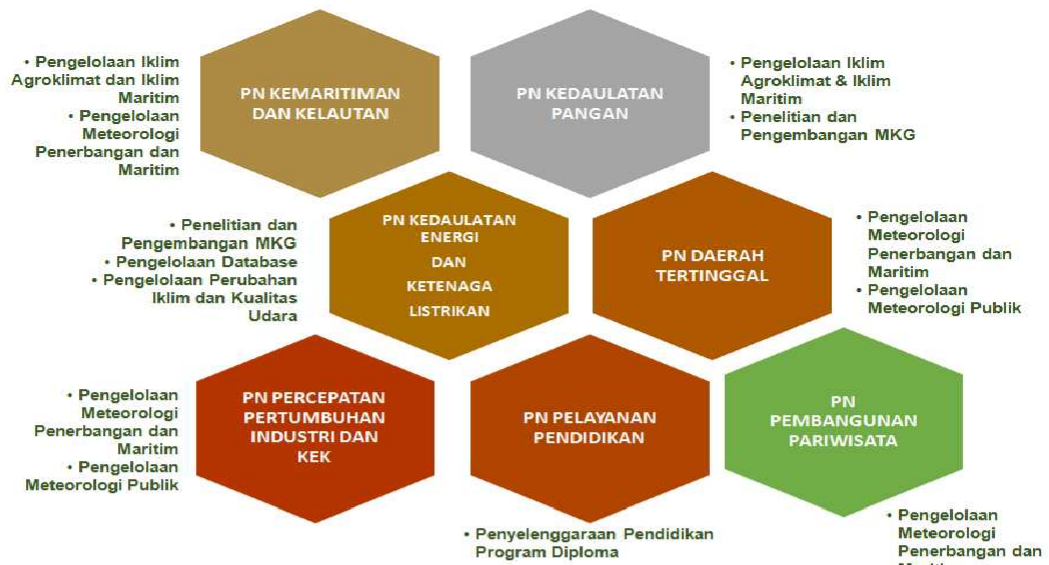 • Pengelolaan Iklim
Agroklimat dan Iklim
Maritim
• Pengelolaan
Meteorologi
Penerbangan dan
Maritim
PN KEMARITIMAN
DAN KELAUTAN
PN KEDAULATAN
PANGAN
• Pengelolaan Iklim
Agroklimat & Iklim
Maritim
• Penelitian dan
Pengembangan MKG
• Penelitian dan
Pengembangan MKG
• Pengelolaan Database
• Pengelolaan Perubahan
Iklim dan Kualitas
Udara
PN KEDAULATAN
ENERGI
DAN
KETENAGA
LISTRIKAN
PN DAERAH
TERTINGGAL
• Pengelolaan
Meteorologi
Penerbangan dan
Maritim
• Pengelolaan
Meteorologi Publik
• Pengelolaan
Meteorologi
Penerbangan dan
Maritim
• Pengelolaan
Meteorologi Publik
PN PERCEPATAN
PERTUMBUHAN
INDUSTRI DAN
KEK
PN PELAYANAN
PENDIDIKAN
• Penyelenggaraan Pendidikan
Program Diploma
PN
PEMBANGUNAN
PARIWISATA
• Pengelolaan
Meteorologi
Penerbangan dan